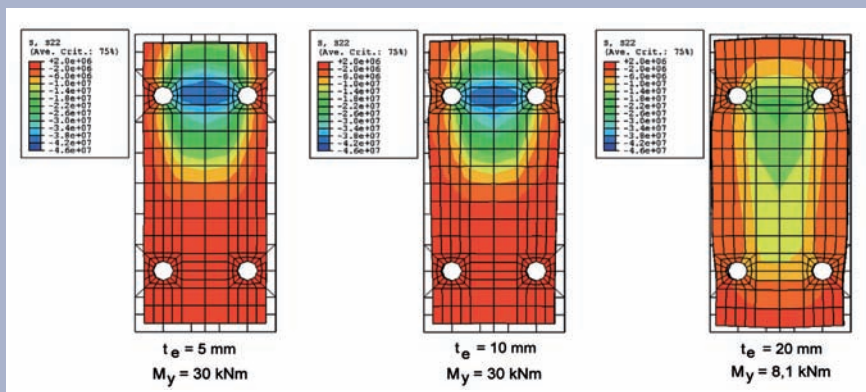 S, S22
(Ave. Crit.: 75%)
+2.0e+06
-2.0e+06
-6.0e+06
-1.0e+07
-1.4e+07
-1.8e+07
-2.2e+07
-2.6e+07
-3.0e+07
-3.4e+07
-3.8e+07
-4.2e+07
-4.6e+07
te = 5 mm
My = 30 kNm
S, S22
(Ave. Crit.: 75%)
+2.0e+06
-2.0e+06
-6.0e+06
-1.0e+07
-1.4e+07
-1.8e+07
-2.2e+07
-2.6e+07
-3.0e+07
-3.4e+07
-3.8e+07
-4.2e+07
-4.6e+07
te = 10 mm
My = 30 kNm
S, S22
(Ave. Crit.: 75%)
+2.0e+06
-2.0e+06
-6.0e+06
-1.0e+07
-1.4e+07
-1.8e+07
-2.2e+07
-2.6e+07
-3.0e+07
-3.4e+07
-3.8e+07
-4.2e+07
-4.6e+07
te = 20 mm
My = 8,1 kNm